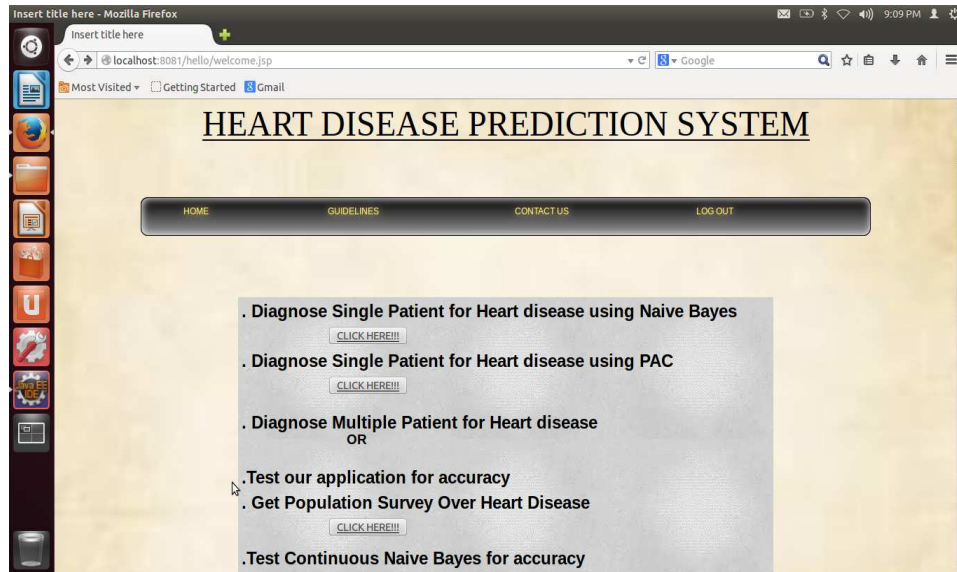 Insert title here - Mozilla Firefox
9:09 PM
Insert title here
localhost:8081/hello/welcome.jsp
Google
Most Visited
Getting Started
Gmail
HEART DISEASE PREDICTION SYSTEM
HOME GUIDELINES CONTACT US LOG OUT
. Diagnose Single Patient for Heart disease using Naive Bayes
CLICK HERE!!!
. Diagnose Single Patient for Heart disease using PAC
CLICK HERE!!!
. Diagnose Multiple Patient for Heart disease
OR
.Test our application for accuracy
. Get Population Survey Over Heart Disease
CLICK HERE!!!
.Test Continuous Naive Bayes for accuracy
Java EE
IDE